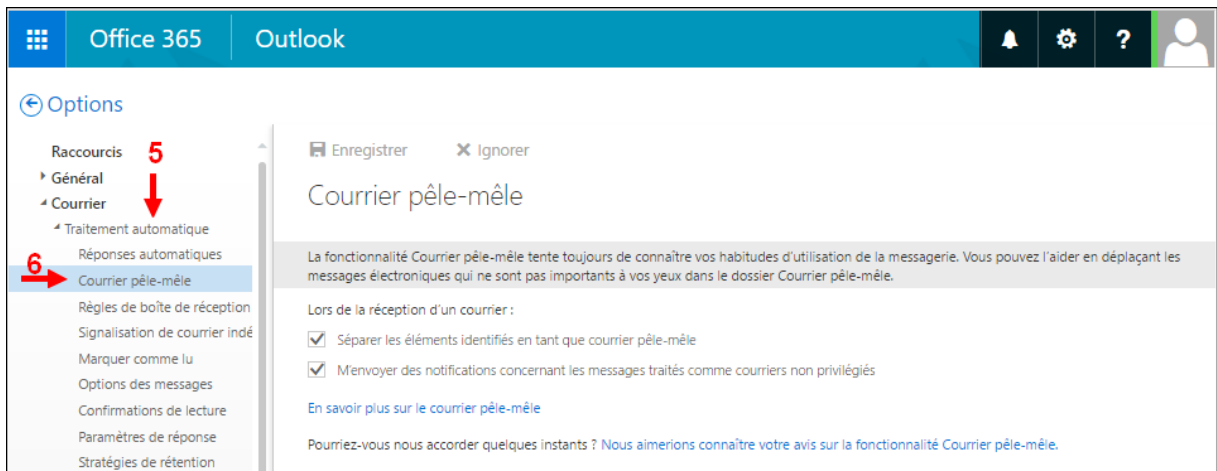 Office 365
Outlook
?
Options
Raccourcis
5
Général
Courrier
Traitement automatique
Réponses automatiques
6
Courrier pêle-mêle
Règles de boîte de réception
Signalisation de courrier indé
Marquer comme lu
Options des messages
Confirmations de lecture
Paramètres de réponse
Stratégies de rétention
Enregistrer
Ignorer
Courrier pêle-mêle
La fonctionnalité Courrier pêle-mêle tente toujours de connaître vos habitudes d'utilisation de la messagerie. Vous pouvez l'aider en déplaçant les
messages électroniques qui ne sont pas importants à vos yeux dans le dossier Courrier pêle-mêle.
Lors de la réception d'un courrier :
Séparer les éléments identifiés en tant que courrier pêle-mêle
M'envoyer des notifications concernant les messages traités comme courriers non privilégiés
En savoir plus sur le courrier pêle-mêle
Pourriez-vous nous accorder quelques instants ? Nous aimerions connaître votre avis sur la fonctionnalité Courrier pêle-mêle.